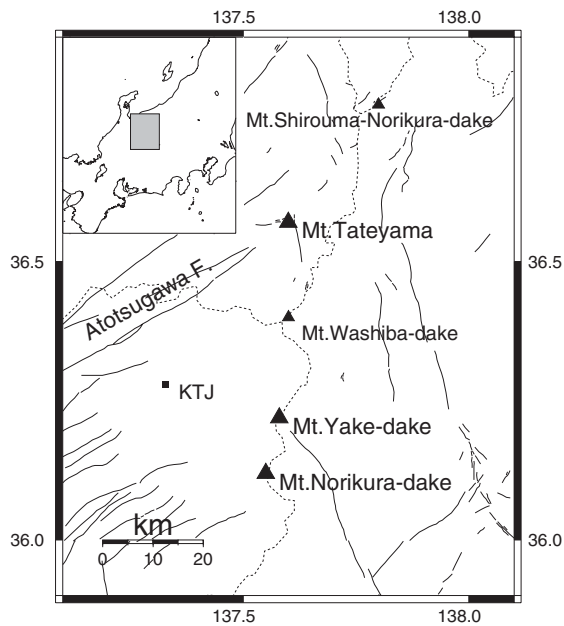 137.5 138.0
Mt.Shirouma-Norikura-dake
Mt.Tateyama
36.5 36.5
Atotsugawa F.
Mt.Washiba-dake
KTJ
Mt.Yake-dake
Mt.Norikura-dake
km
36.0 36.0
0 10 20
137.5 138.0